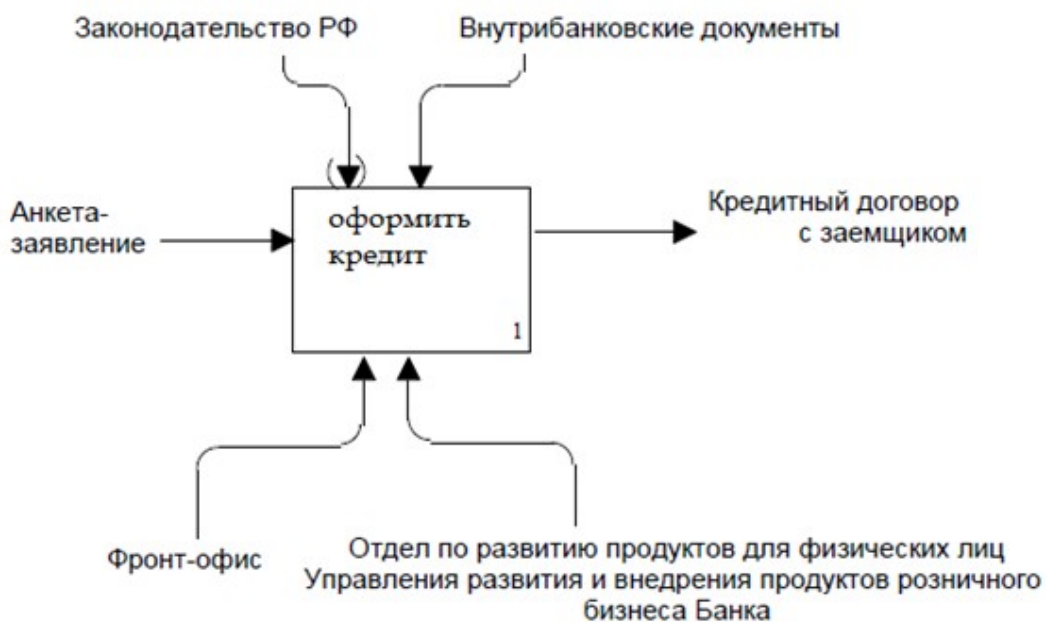 Законодательство РФ
Внутрибанковские документы
Анкета-
заявление
оформить
кредит
1
Кредитный договор
с заемщиком
Фронт-офис
Отдел по развитию продуктов для физических лиц
Управления развития и внедрения продуктов розничного
бизнеса Банка